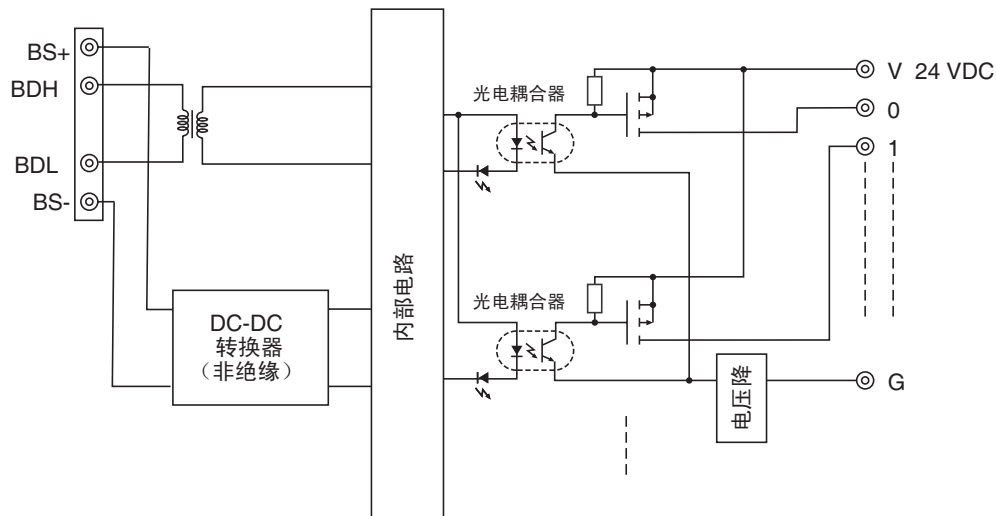 BS+
BDH
BDL
BS-
DC-DC
转换器
（非绝缘）
内部电路
光电耦合器
光电耦合器
V 24 VDC
0
1
电压降
G